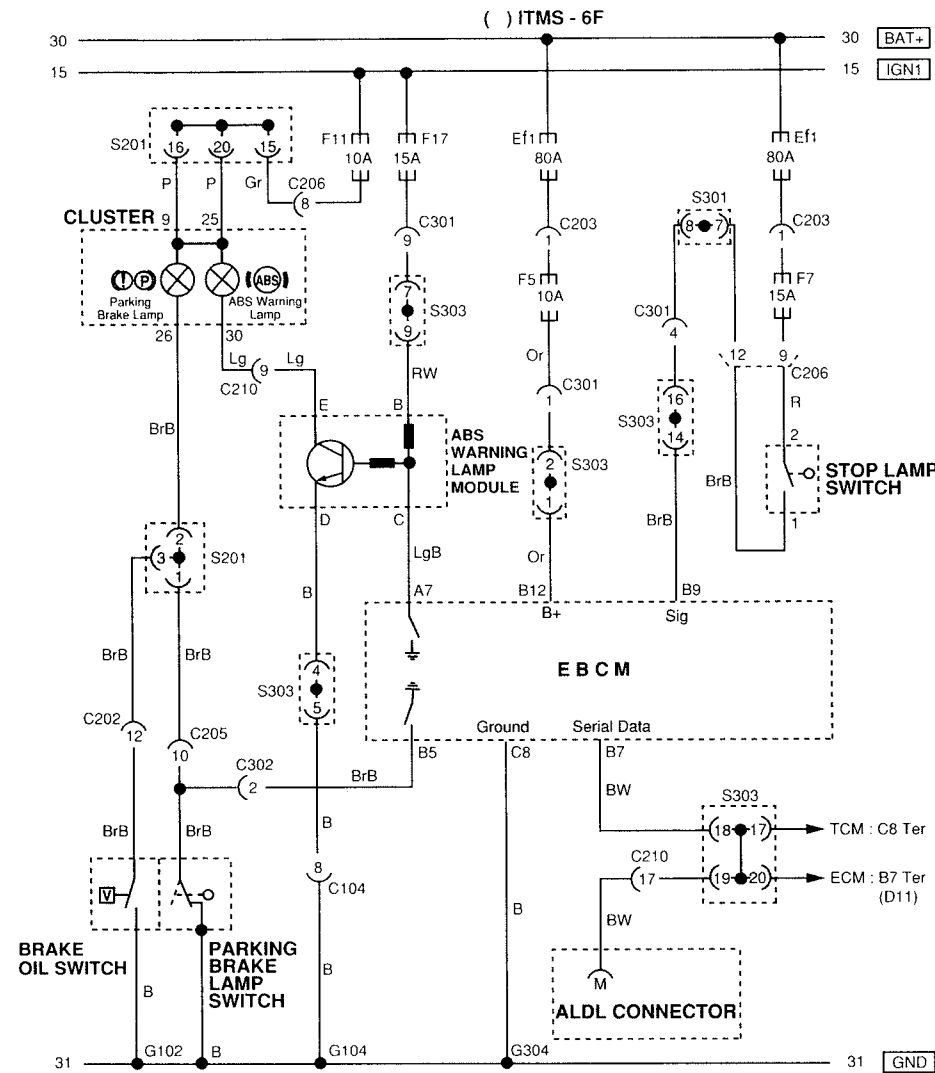 ( ) ITMS - 6F
30 30 BAT+
15 15 IGN1
S201 16 20 15
F11 10A
F17 15A
Ef1 80A
Ef1 80A
P P Gr C206 8
S301 8 7
CLUSTER 9 25
C301 9
C203 1
C203 1
(!) (P) Parking Brake Lamp
(ABS) ABS Warning Lamp
7 S303 9
F5 10A
F7 15A
26 30
C301 4
Or
12 9 C206
Lg 9 Lg
C210
RW
C301 1
16 S303 14
R
2
BrB
E B
ABS WARNING LAMP MODULE
2 S303 1
BrB
STOP LAMP SWITCH
1
D C
BrB
2 3 1 S201
LgB
Or
B
A7 B12 B9
B+ Sig
EBCM
BrB BrB
4 S303 5
C202 12
C205 10
Ground Serial Data
C302 2 BrB
B5 C8 B7
BW
S303
BrB BrB
B
18 17 TCM : C8 Ter
C210 17
19 20 ECM : B7 Ter (D11)
8 C104
V
B
BW
BRAKE OIL SWITCH
PARKING BRAKE LAMP SWITCH
B
B
M
ALDL CONNECTOR
31 G102 B G104 G304 31 GND